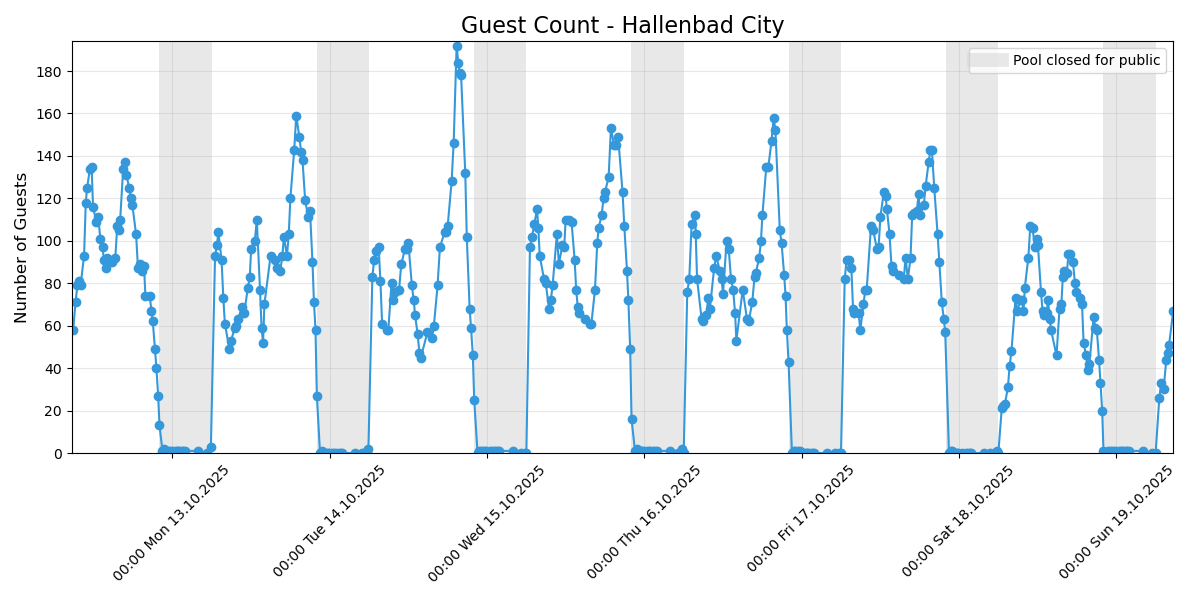 Guest Count - Hallenbad City
Pool closed for public
Number of Guests
180
160
140
120
100
80
60
40
20
0
00:00 Mon 13.10.2025
00:00 Tue 14.10.2025
00:00 Wed 15.10.2025
00:00 Thu 16.10.2025
00:00 Fri 17.10.2025
00:00 Sat 18.10.2025
00:00 Sun 19.10.2025